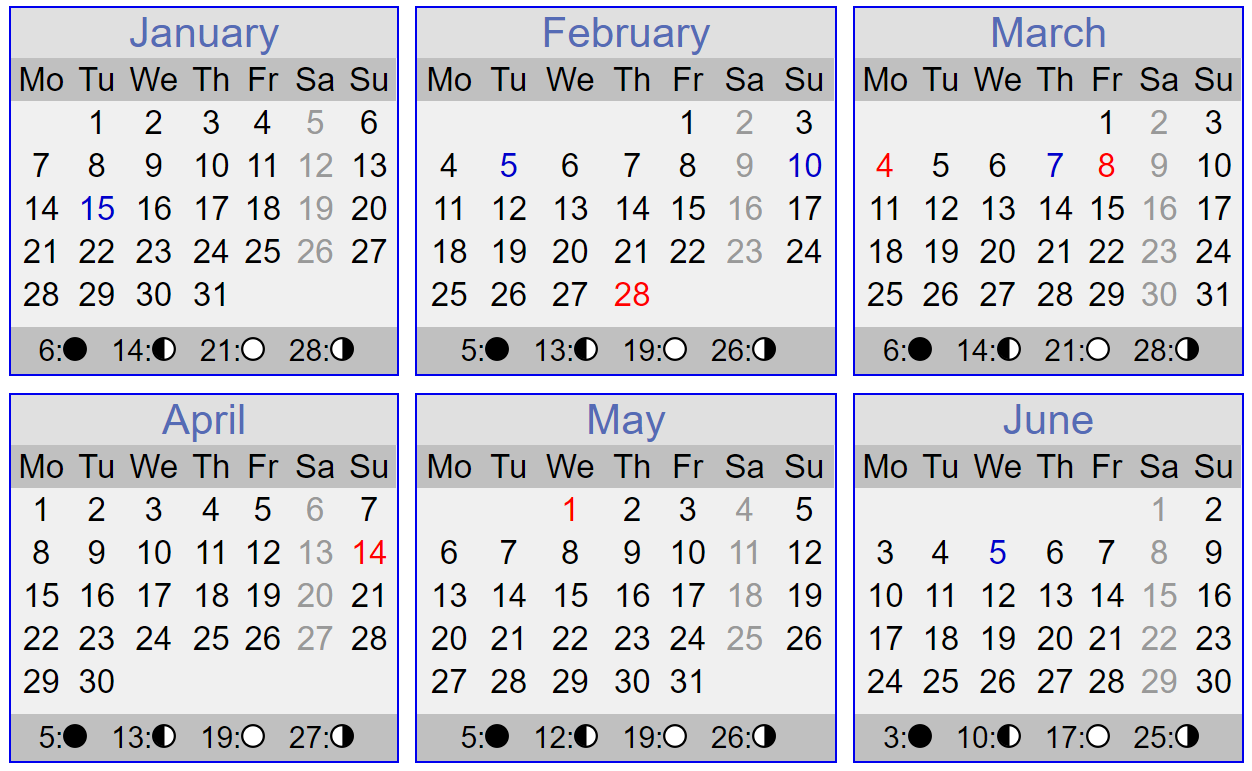 January
Mo Tu We Th Fr Sa Su
1 2 3 4 5 6
7 8 9 10 11 12 13
14 15 16 17 18 19 20
21 22 23 24 25 26 27
28 29 30 31
6: 14: 21: 28:
February
Mo Tu We Th Fr Sa Su
1 2 3
4 5 6 7 8 9 10
11 12 13 14 15 16 17
18 19 20 21 22 23 24
25 26 27 28
5: 13: 19: 26:
March
Mo Tu We Th Fr Sa Su
1 2 3
4 5 6 7 8 9 10
11 12 13 14 15 16 17
18 19 20 21 22 23 24
25 26 27 28 29 30 31
6: 14: 21: 28:
April
Mo Tu We Th Fr Sa Su
1 2 3 4 5 6 7
8 9 10 11 12 13 14
15 16 17 18 19 20 21
22 23 24 25 26 27 28
29 30
5: 13: 19: 27:
May
Mo Tu We Th Fr Sa Su
1 2 3 4 5
6 7 8 9 10 11 12
13 14 15 16 17 18 19
20 21 22 23 24 25 26
27 28 29 30 31
5: 12: 19: 26:
June
Mo Tu We Th Fr Sa Su
1 2
3 4 5 6 7 8 9
10 11 12 13 14 15 16
17 18 19 20 21 22 23
24 25 26 27 28 29 30
3: 10: 17: 25: